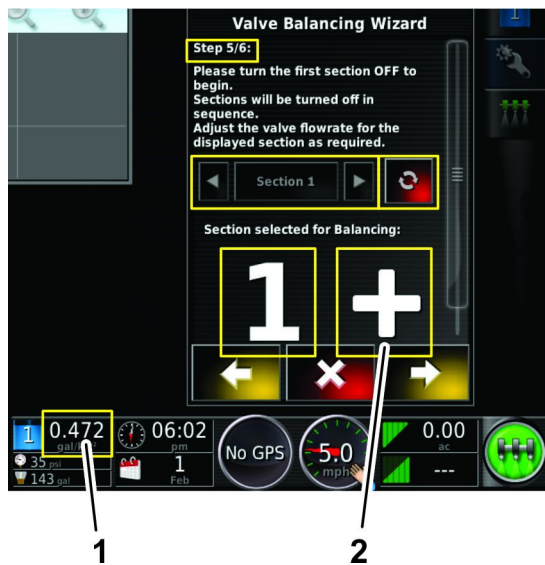 Valve Balancing Wizard
1
Step 5/6:
Please turn the first section OFF to
begin.
Sections will be turned off in
sequence.
Adjust the valve flowrate for the
displayed section as required.
Section 1
Section selected for Balancing:
1 +
1 0.472
35 psi
143 gal
06:02
pm
1
Feb
No GPS
5.0
mph
0.00
ac
---
1 2